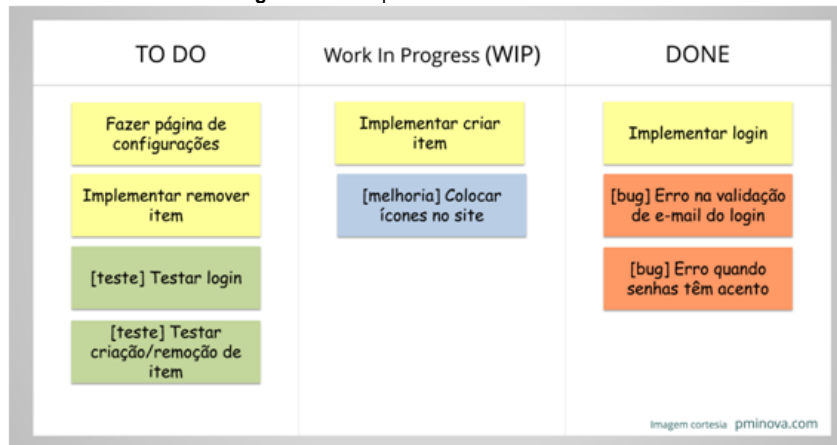 TO DO
Fazer página de
configurações
Implementar remover
item
[teste] Testar login
[teste] Testar
criação/remoção de
item
Work In Progress (WIP)
Implementar criar
item
[melhoria] Colocar
ícones no site
DONE
Implementar login
[bug] Erro na validação
de e-mail do login
[bug] Erro quando
senhas têm acento
Imagem cortesia pminova.com